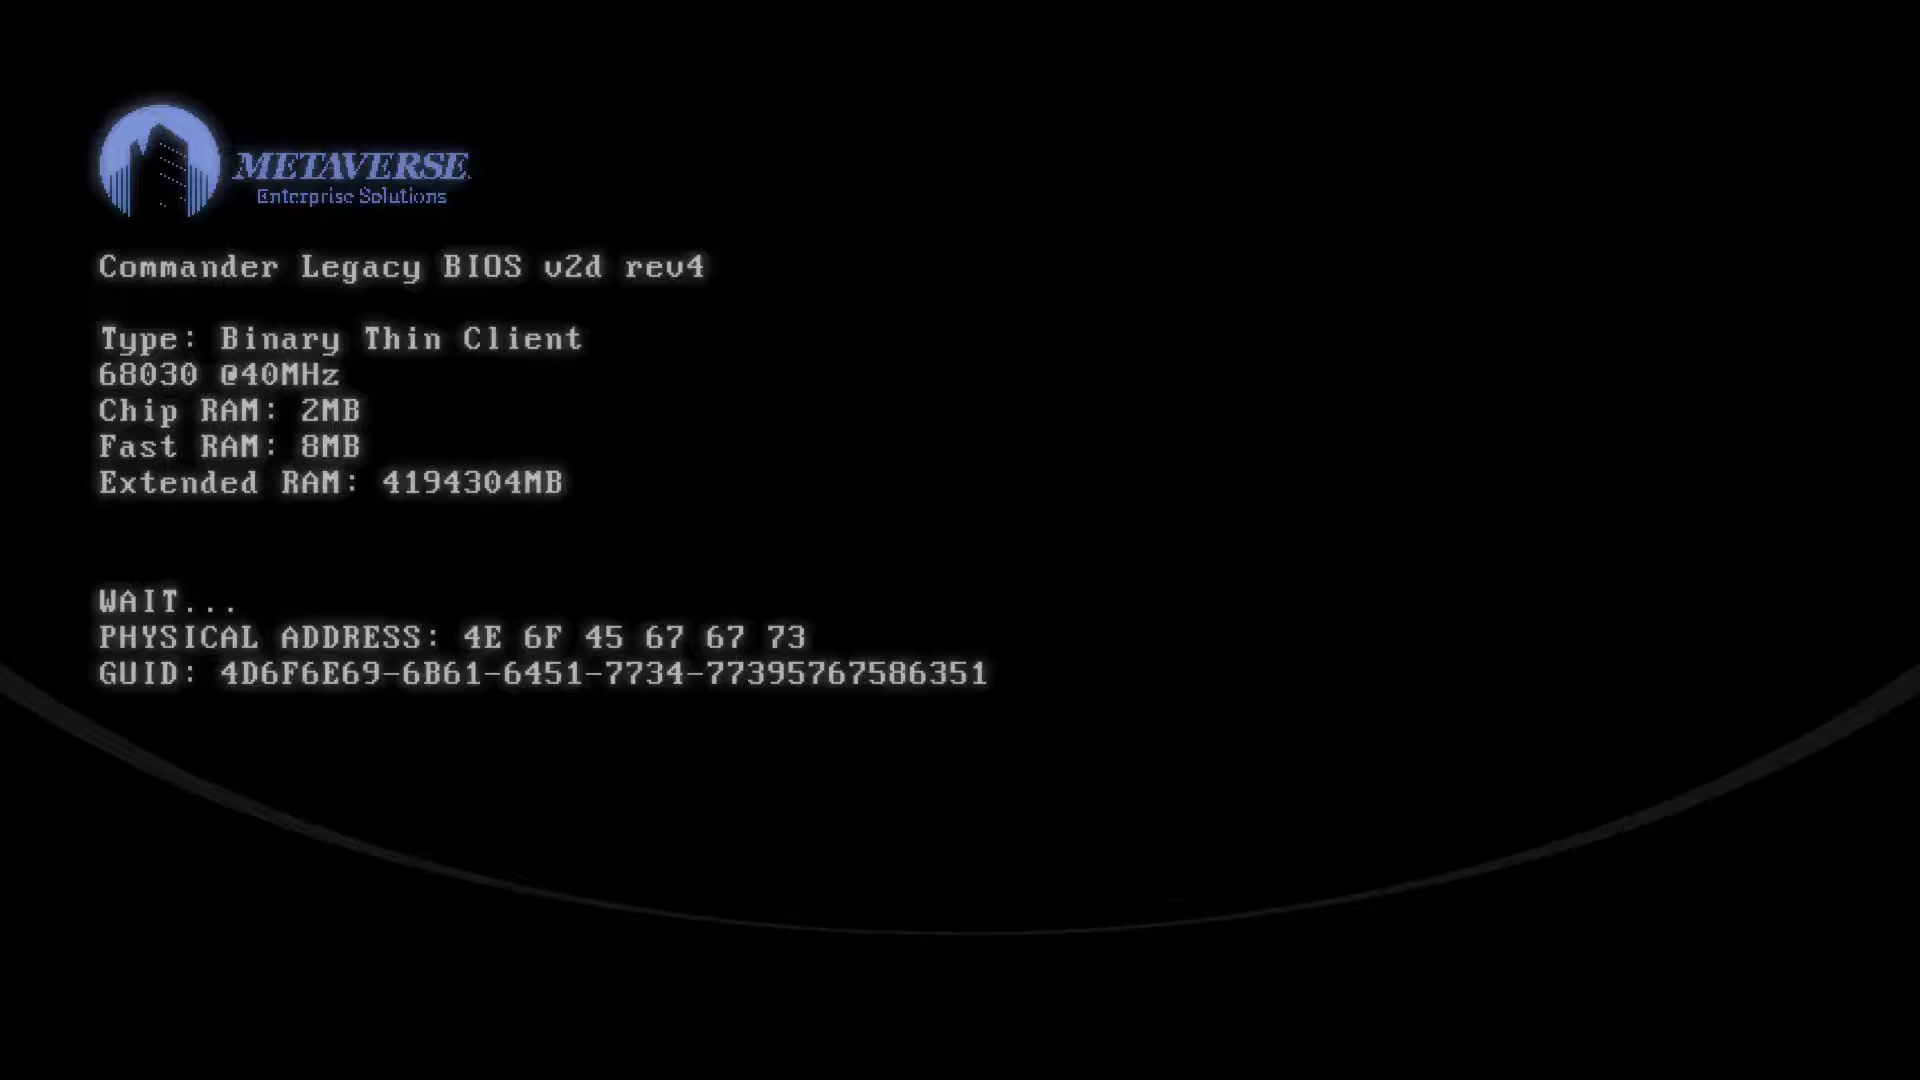 METAVERSE
Enterprise Solutions
Commander Legacy BIOS v2d rev4
Type: Binary Thin Client
68030 @40MHz
Chip RAM: 2MB
Fast RAM: 8MB
Extended RAM: 4194304MB
WAIT...
PHYSICAL ADDRESS: 4E 6F 45 67 67 73
GUID: 4D6F6E69-6B61-6451-7734-77395767586351